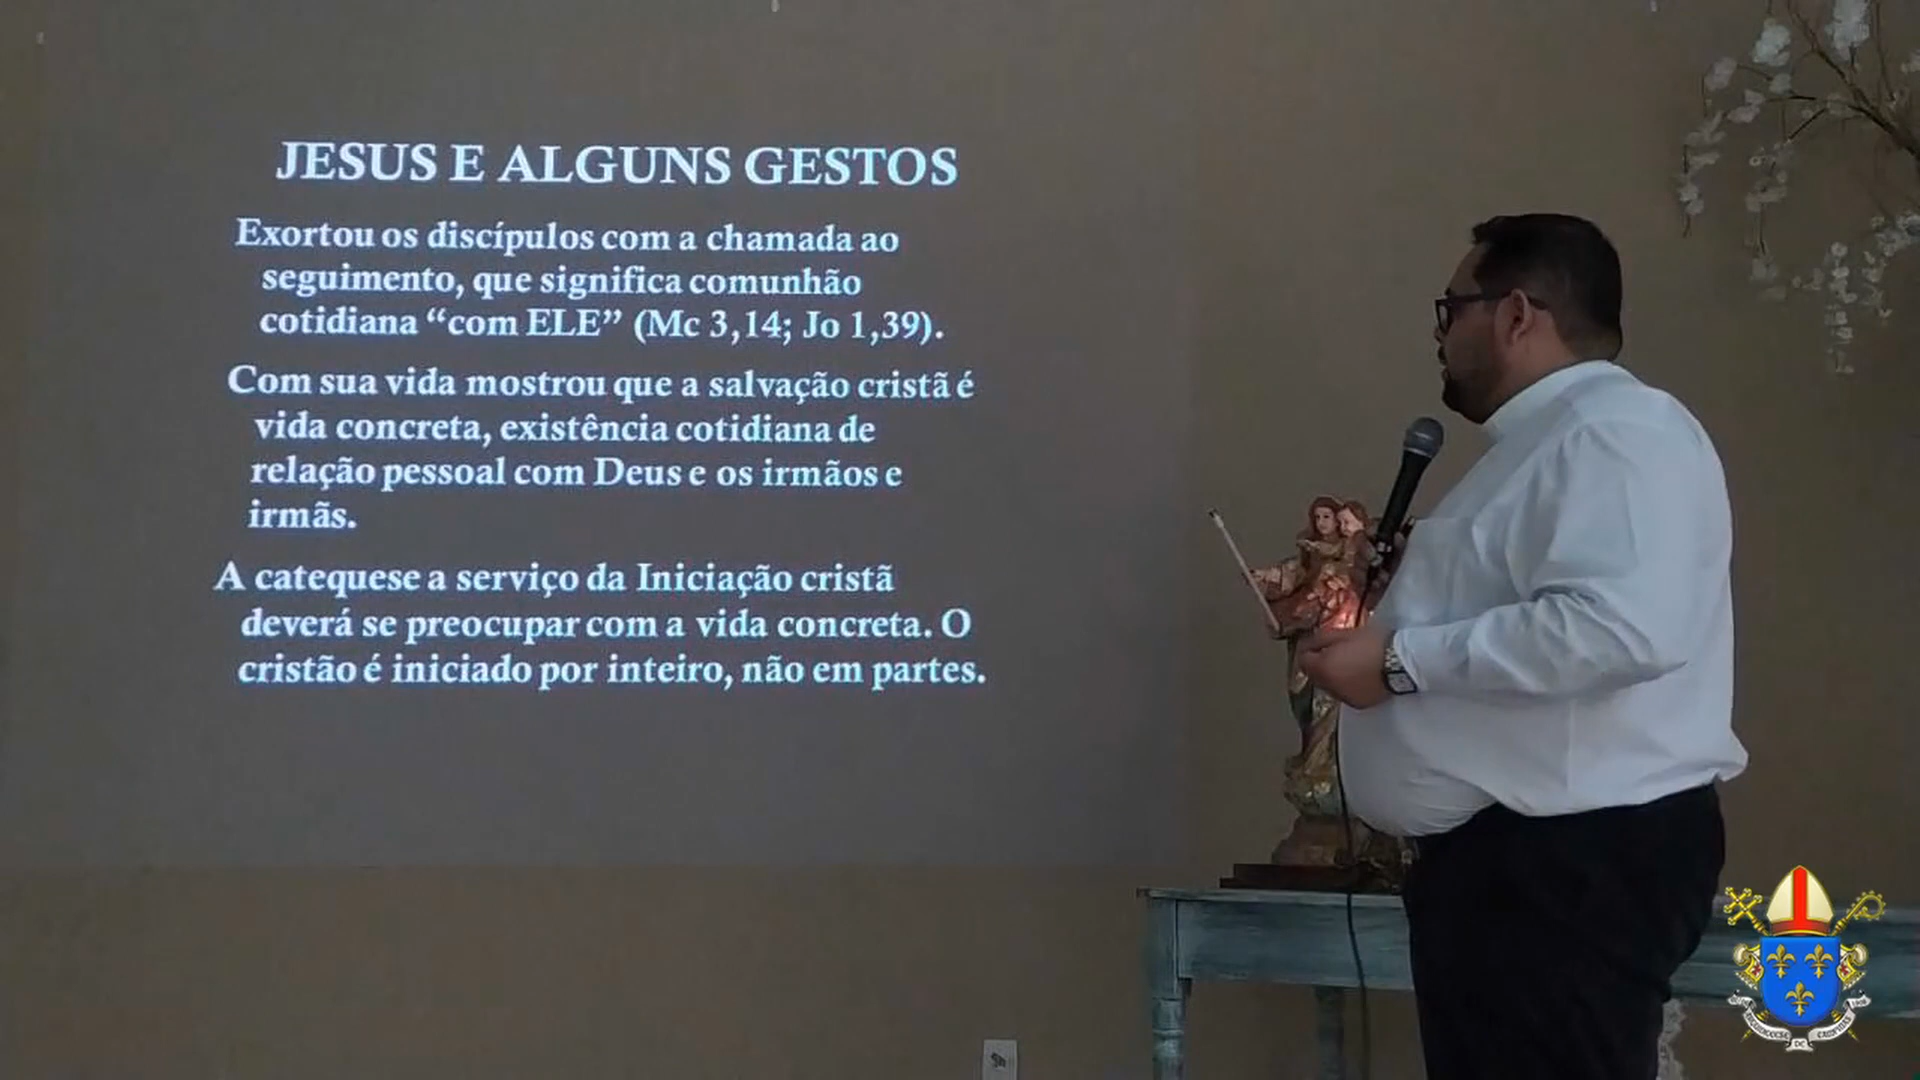 JESUS E ALGUNS GESTOS
Exortou os discípulos com a chamada ao
seguimento, que significa comunhão
cotidiana “com ELE” (Mc 3,14; Jo 1,39).
Com sua vida mostrou que a salvação cristã é
vida concreta, existência cotidiana de
relação pessoal com Deus e os irmãos e
irmãs.
A catequese a serviço da Iniciação cristã
deverá se preocupar com a vida concreta. O
cristão é iniciado por inteiro, não em partes.